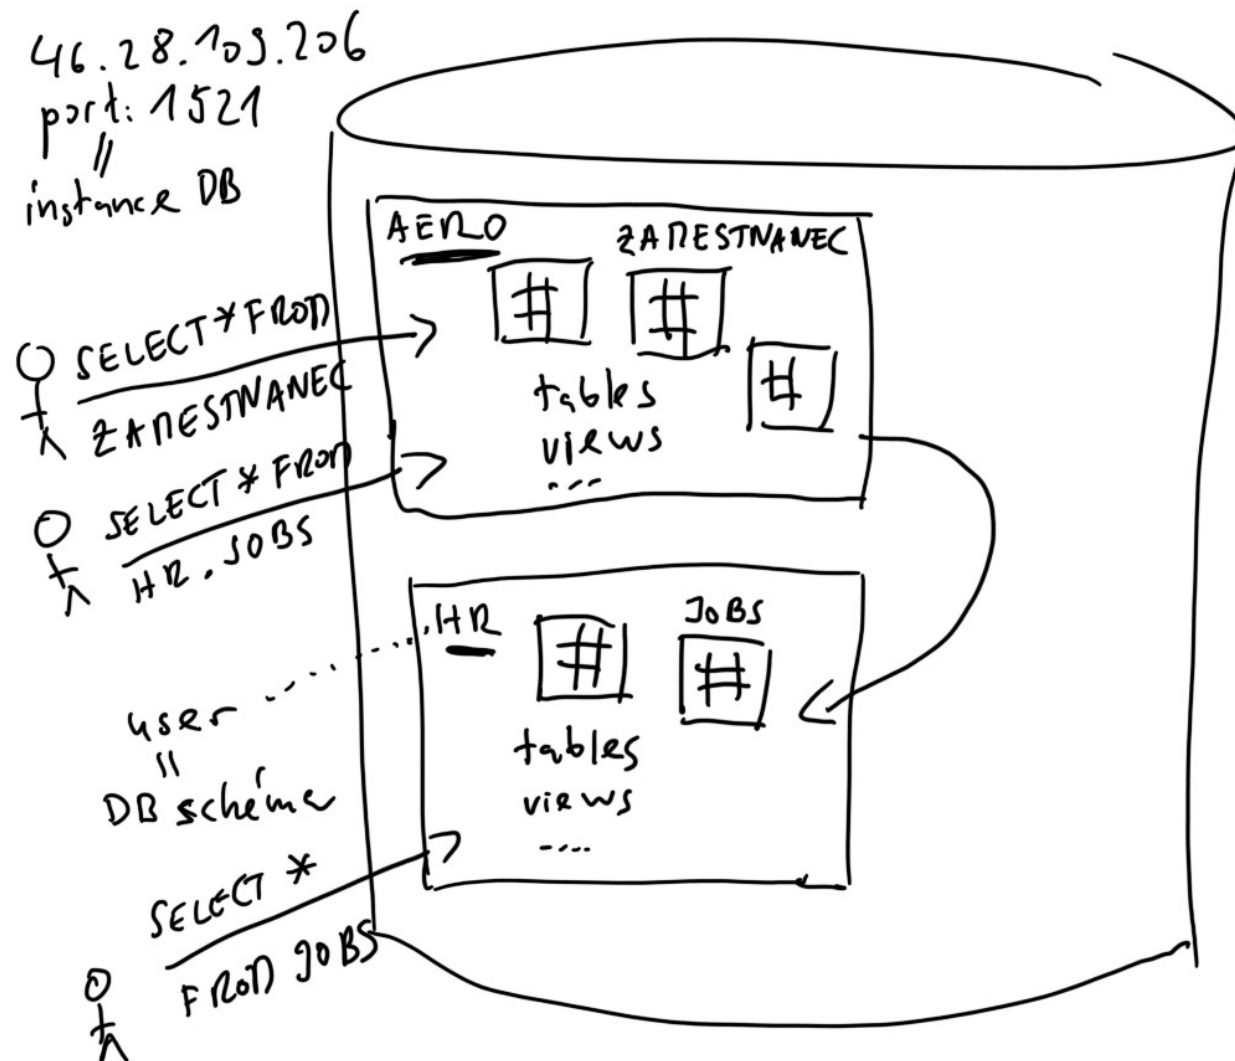 46.28.109.206
port: 1521
||
instance DB
AERO
ZAMESTNANEC
SELECT * FROM
ZAMESTNANEC
tables
views
...
SELECT * FROM
HR.JOBS
HR
JOBS
user
||
DB schéma
tables
views
....
SELECT *
FROM JOBS